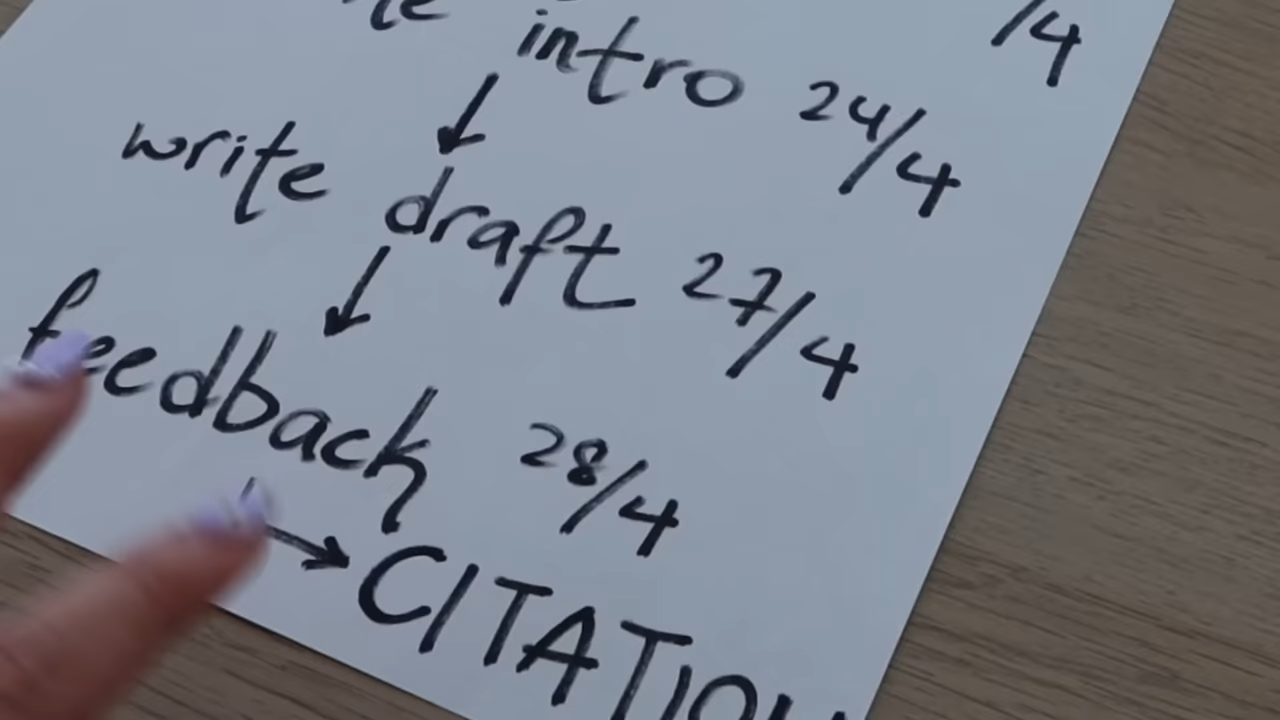 /4
intro 24/4
write draft 27/4
feedback 28/4
CITATION